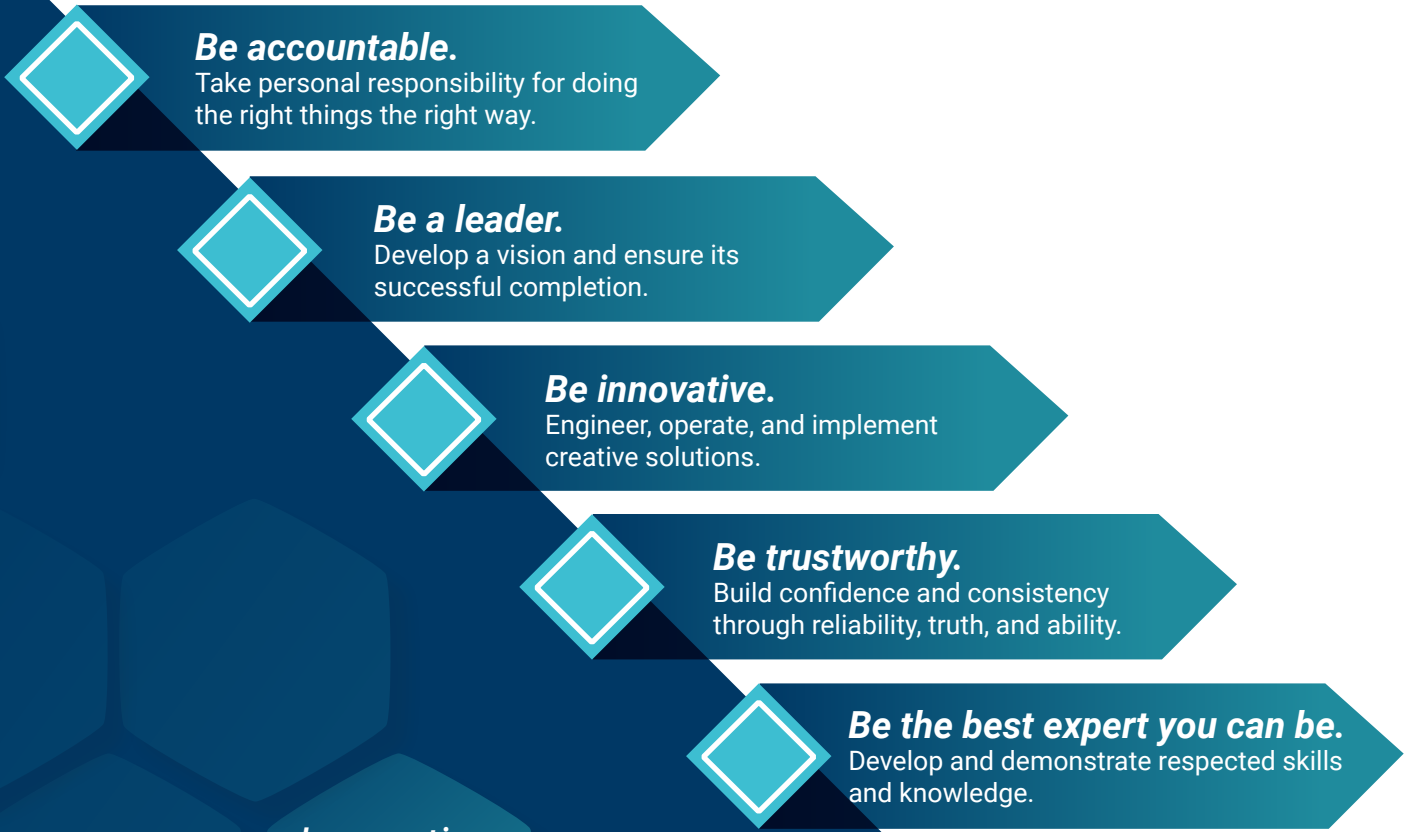 Be accountable.
Take personal responsibility for doing
the right things the right way.
Be a leader.
Develop a vision and ensure its
successful completion.
Be innovative.
Engineer, operate, and implement
creative solutions.
Be trustworthy.
Build confidence and consistency
through reliability, truth, and ability.
Be the best expert you can be.
Develop and demonstrate respected skills
and knowledge.